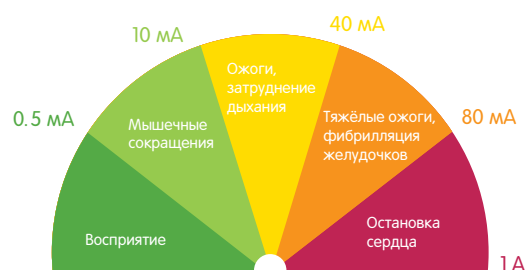 10 мА
40 мА
Ожоги,
затруднение
дыхания
0.5 мА
Мышечные
сокращения
Тяжёлые ожоги,
фибрилляция
желудочков
80 мА
Восприятие
Остановка
сердца
1 А